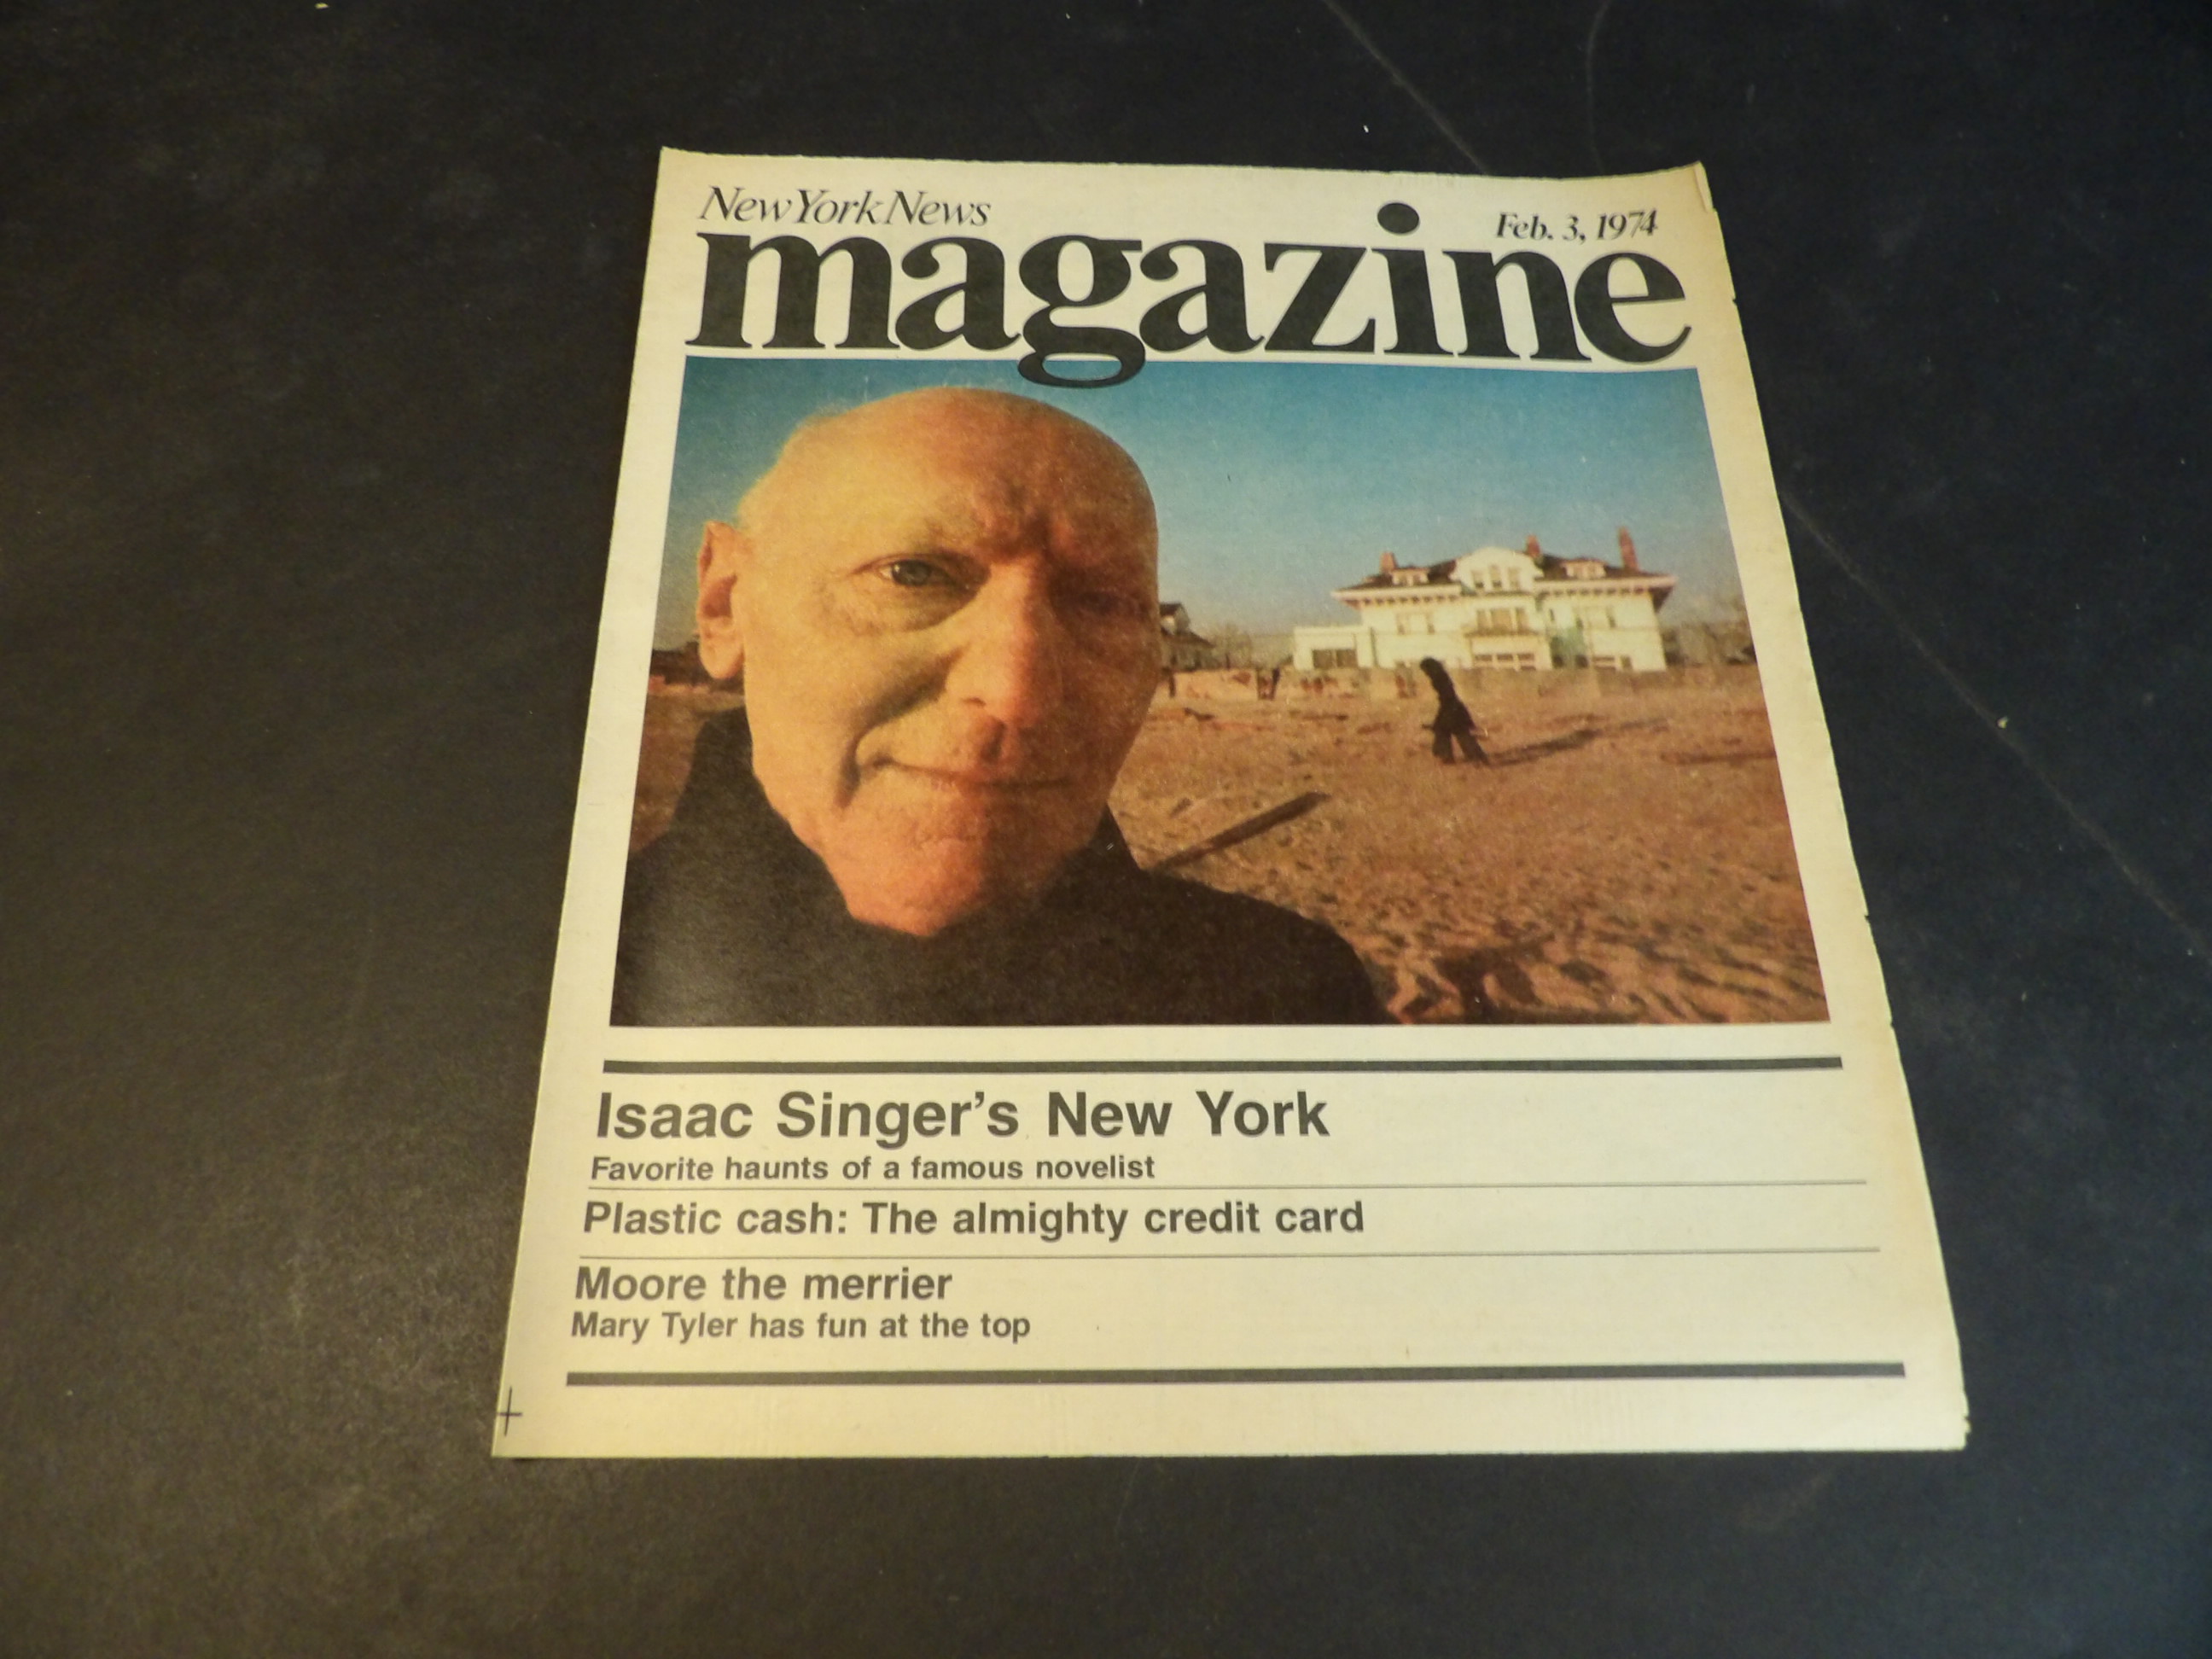 New York News
Feb. 3, 1974
magazine
Isaac Singer's New York
Favorite haunts of a famous novelist
Plastic cash: The almighty credit card
Moore the merrier
Mary Tyler has fun at the top